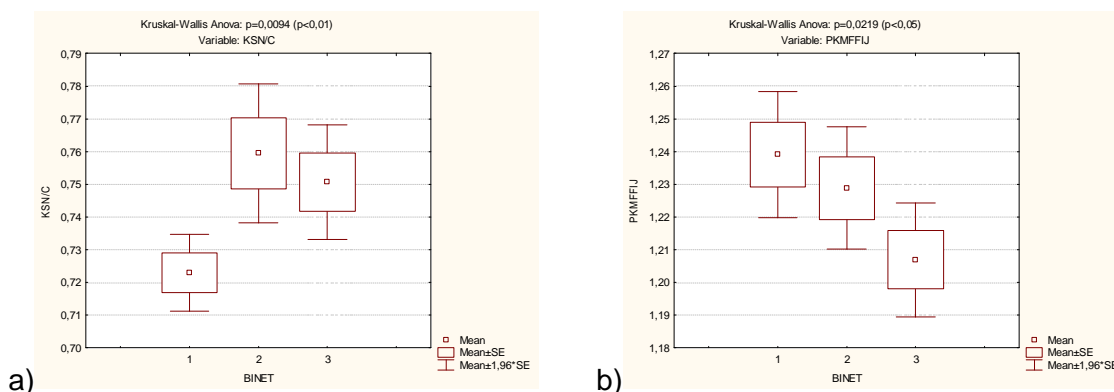 Kruskal-Wallis Anova: p=0,0094 (p<0,01)
Variable: KSN/C
0,79
0,78
0,77
0,76
0,75
0,74
0,73
0,72
0,71
0,70
KSN/C
1 2 3
BINET
Mean
Mean±SE
Mean±1,96*SE
a)
Kruskal-Wallis Anova: p=0,0219 (p<0,05)
Variable: PKMFFIJ
1,27
1,26
1,25
1,24
1,23
1,22
1,21
1,20
1,19
1,18
PKMFFIJ
1 2 3
BINET
Mean
Mean±SE
Mean±1,96*SE
b)